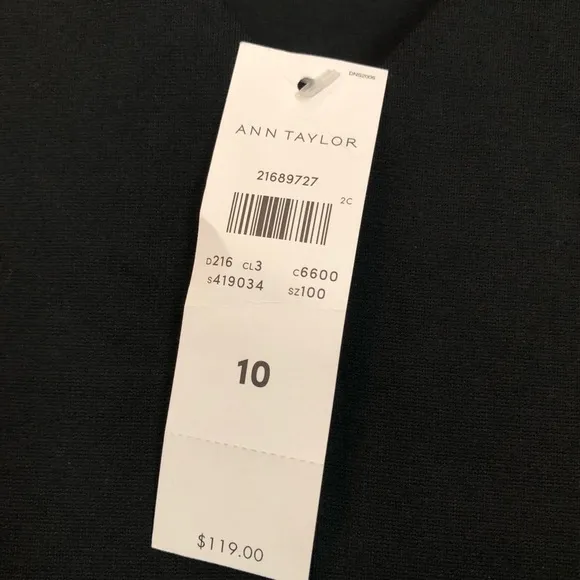 ANN TAYLOR
21689727
2C
D216 CL3 C6600
S419034 SZ100
10
$119.00